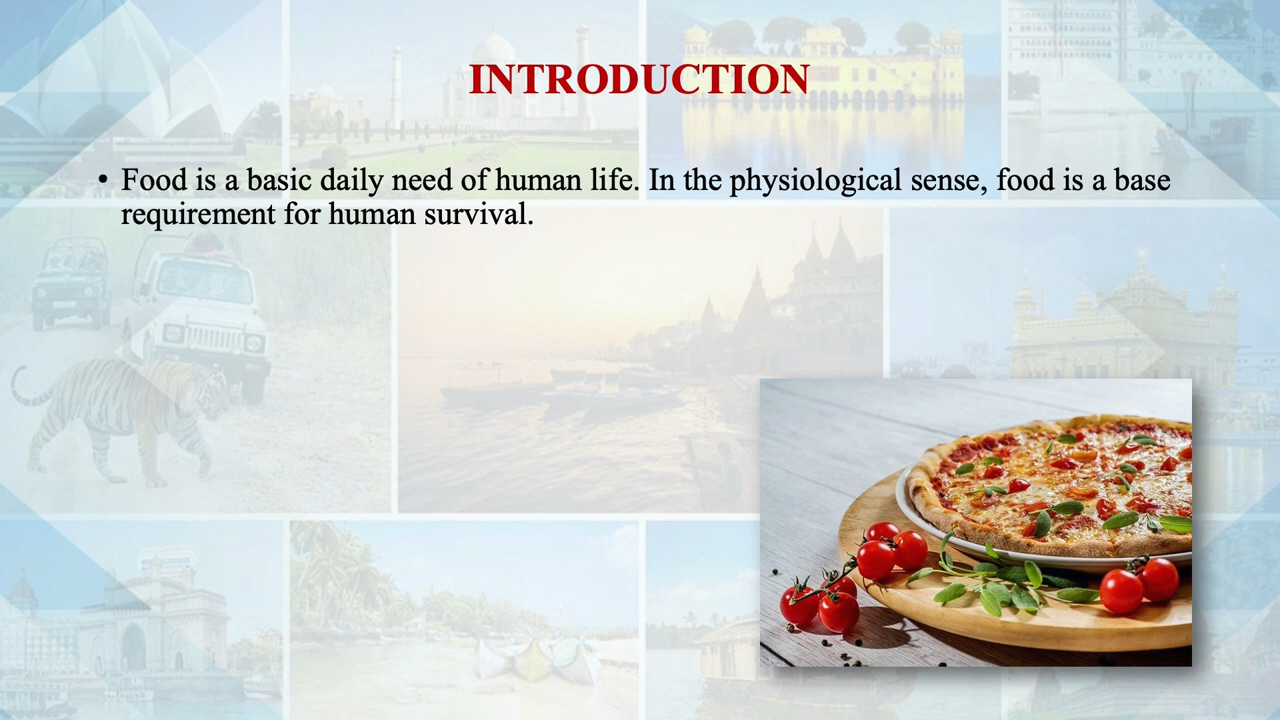 INTRODUCTION
• Food is a basic daily need of human life. In the physiological sense, food is a base
requirement for human survival.